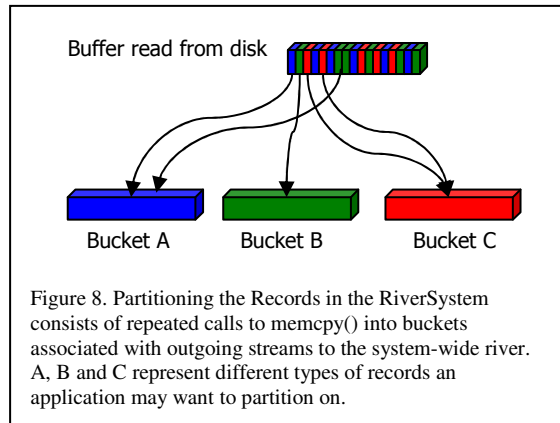 Buffer read from disk
Bucket A
Bucket B
Bucket C
Figure 8. Partitioning the Records in the RiverSystem
consists of repeated calls to memcpy() into buckets
associated with outgoing streams to the system-wide river.
A, B and C represent different types of records an
application may want to partition on.